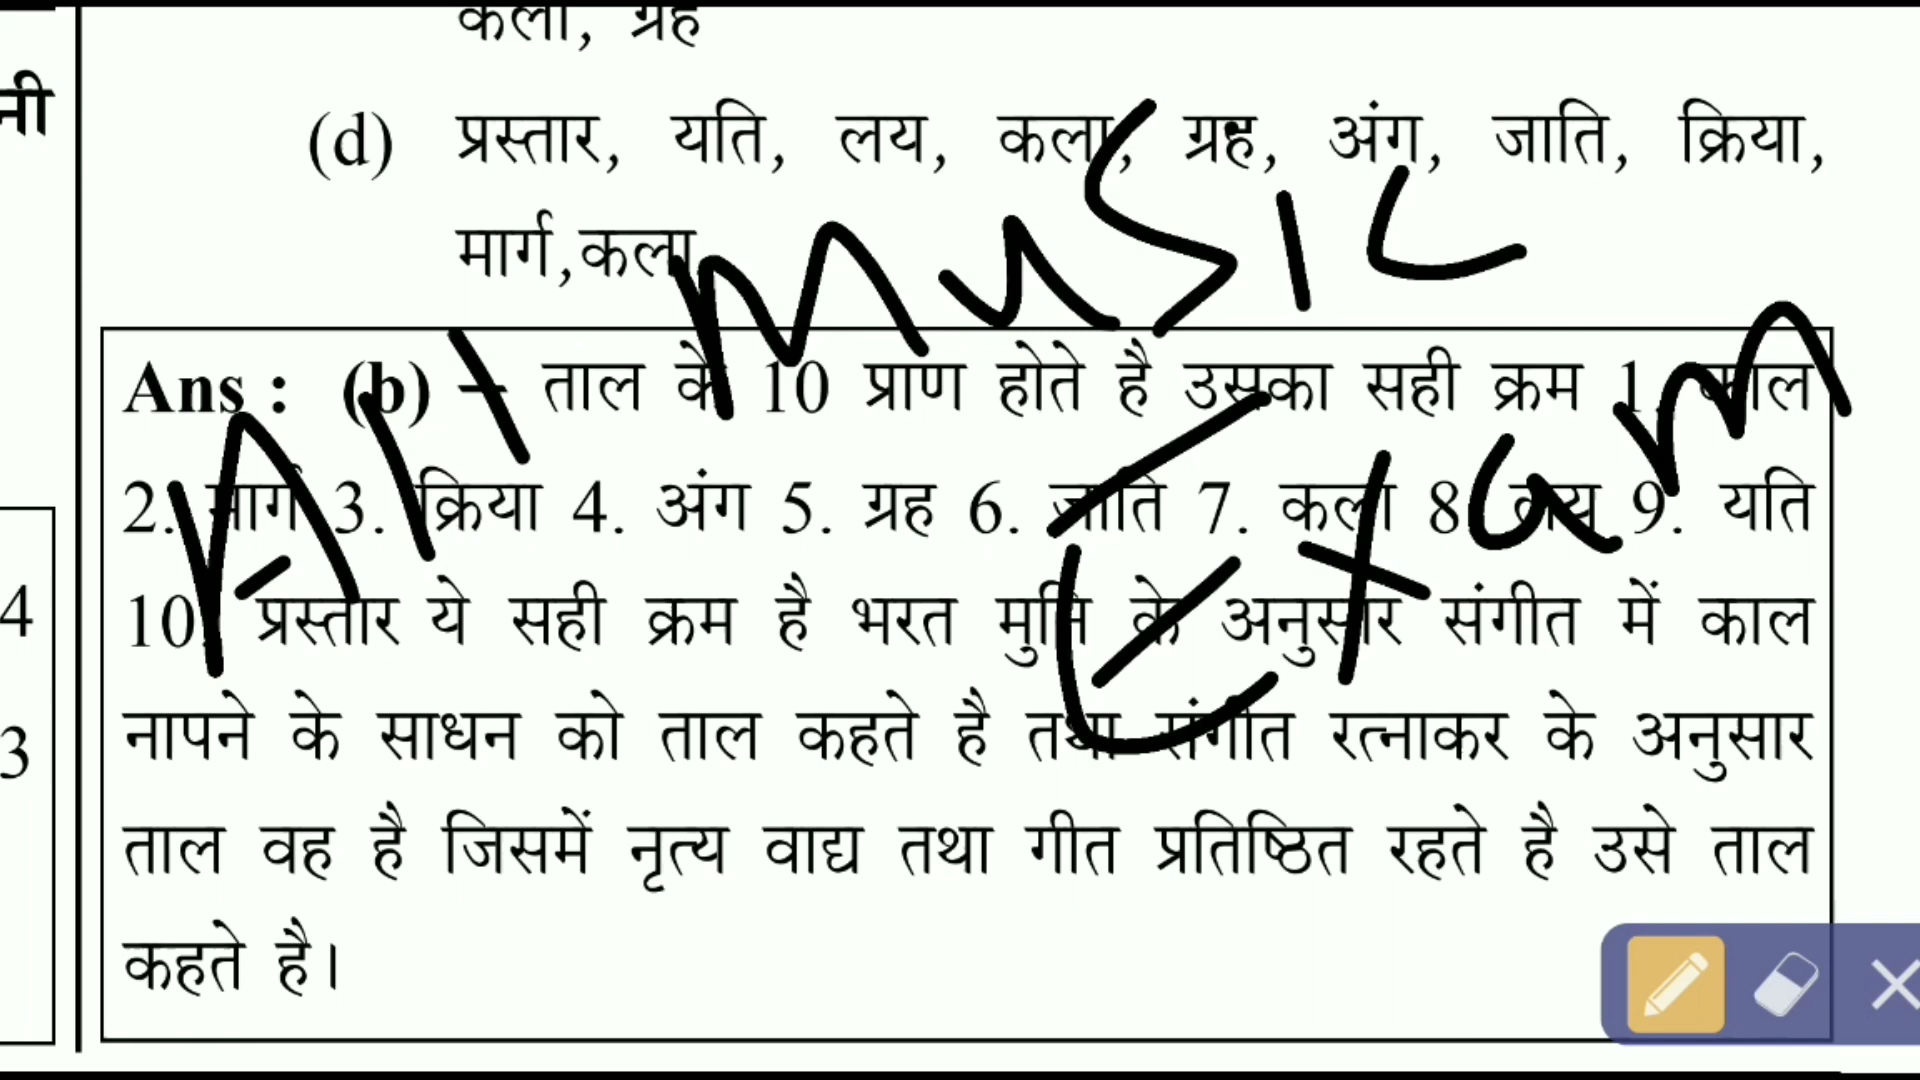 कला, ग्रह
नी
(d) प्रस्तार, यति, लय, कला, ग्रह, अंग, जाति, क्रिया,
मार्ग,कला
Ans : (b) – ताल के 10 प्राण होते है उसका सही क्रम 1. काल
2. मार्ग 3. क्रिया 4. अंग 5. ग्रह 6. जाति 7. कला 8. लय 9. यति
10. प्रस्तार ये सही क्रम है भरत मुनि के अनुसार संगीत में काल
नापने के साधन को ताल कहते है तथा संगीत रत्नाकर के अनुसार
ताल वह है जिसमें नृत्य वाद्य तथा गीत प्रतिष्ठित रहते है उसे ताल
कहते है।
4
3
All music
Exam